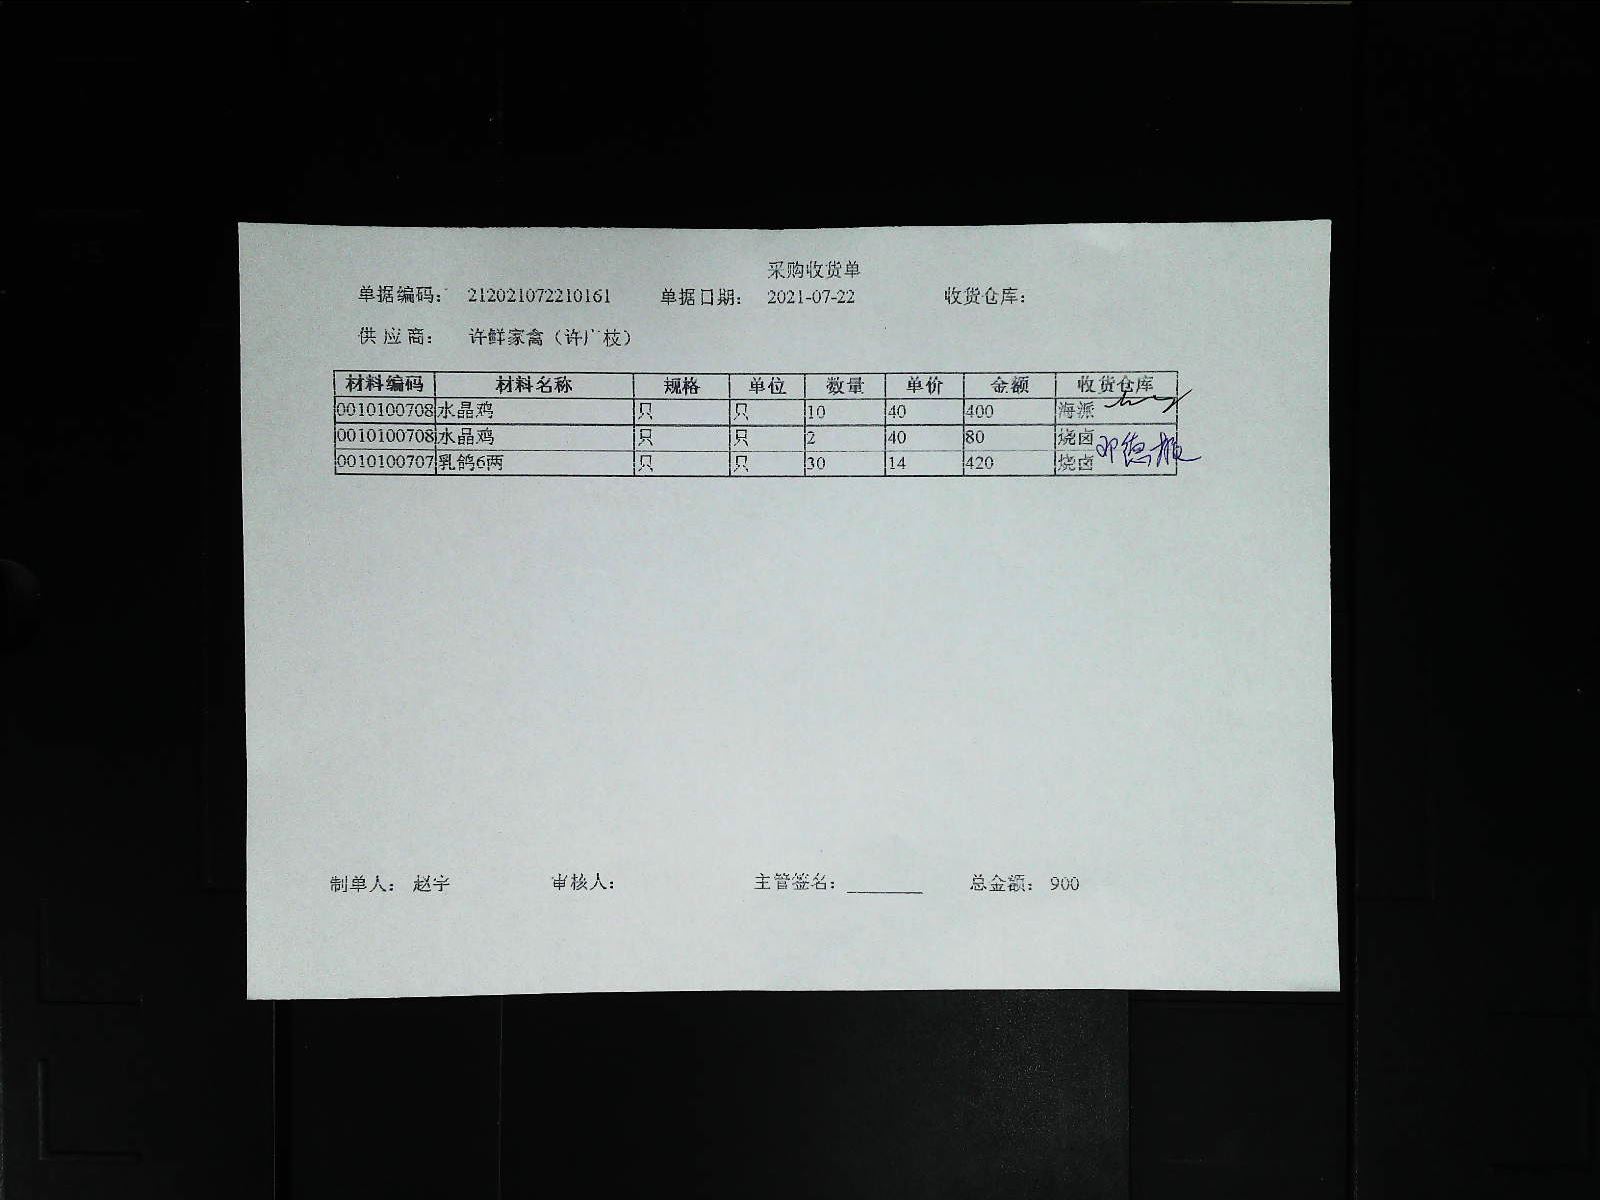 采购收货单
单据编码： 212021072210161 单据日期： 2021-07-22 收货仓库：
供应商： 许鲜家禽（许广枝）
材料编码 材料名称 规格 单位 数量 单价 金额 收货仓库
0010100708 水晶鸡 只 只 10 40 400 海派
0010100708 水晶鸡 只 只 2 40 80 烧卤
0010100707 乳鸽6两 只 只 30 14 420 烧卤
邓德
制单人： 赵宇 审核人： 主管签名： 总金额： 900